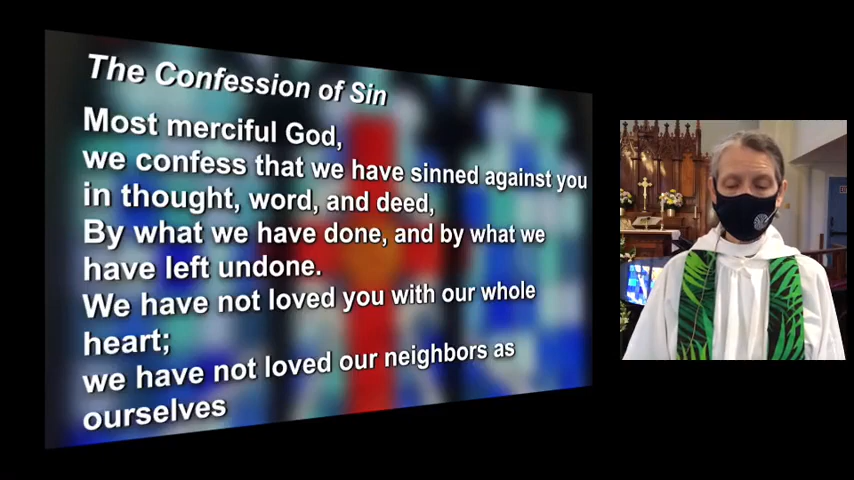 The Confession of Sin
Most merciful God,
we confess that we have sinned against you
in thought, word, and deed,
By what we have done, and by what we
have left undone.
We have not loved you with our whole
heart;
we have not loved our neighbors as
ourselves